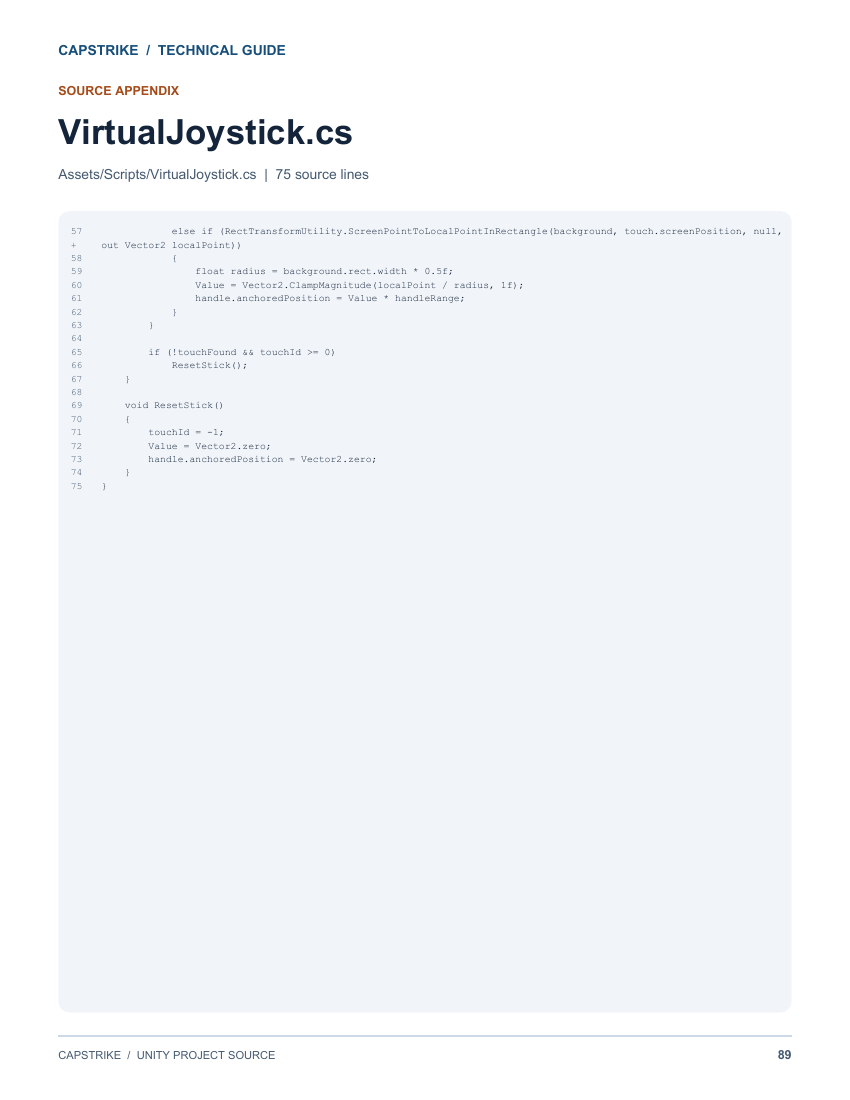 CAPSTRIKE / TECHNICAL GUIDE
SOURCE APPENDIX
VirtualJoystick.cs
Assets/Scripts/VirtualJoystick.cs | 75 source lines
57             else if (RectTransformUtility.ScreenPointToLocalPointInRectangle(background, touch.screenPosition, null,
+ out Vector2 localPoint))
58             {
59                 float radius = background.rect.width * 0.5f;
60                 Value = Vector2.ClampMagnitude(localPoint / radius, 1f);
61                 handle.anchoredPosition = Value * handleRange;
62             }
63         }
64
65         if (!touchFound && touchId >= 0)
66             ResetStick();
67     }
68
69     void ResetStick()
70     {
71         touchId = -1;
72         Value = Vector2.zero;
73         handle.anchoredPosition = Vector2.zero;
74     }
75 }
CAPSTRIKE / UNITY PROJECT SOURCE
89